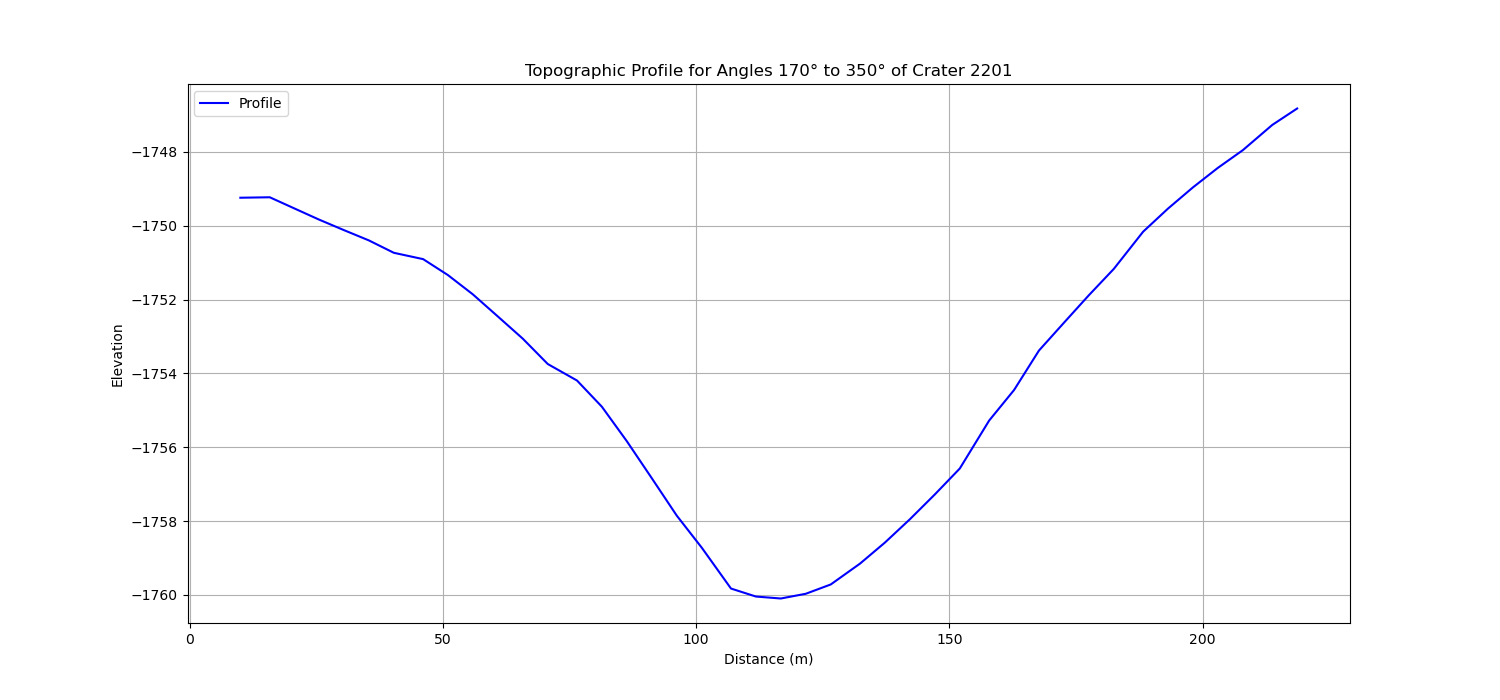 Topographic Profile for Angles 170° to 350° of Crater 2201
Profile
−1748
−1750
−1752
−1754
−1756
−1758
−1760
Elevation
0 50 100 150 200
Distance (m)